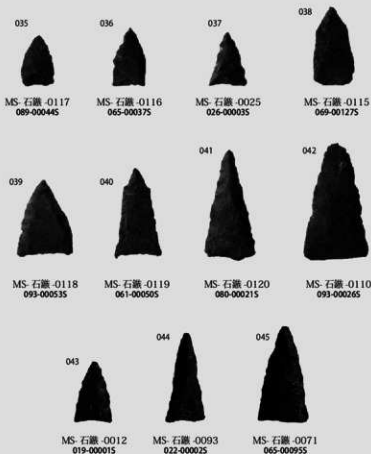 035
036
037
038
MS- 石鏃 -0117
089-00044S
MS- 石鏃 -0116
065-00037S
MS- 石鏃 -0025
026-00003S
MS- 石鏃 -0115
069-00127S
039
040
041
042
MS- 石鏃 -0118
093-00053S
MS- 石鏃 -0119
061-00050S
MS- 石鏃 -0120
080-00021S
MS- 石鏃 -0110
093-00026S
043
044
045
MS- 石鏃 -0012
019-00001S
MS- 石鏃 -0093
022-00002S
MS- 石鏃 -0071
065-00095S